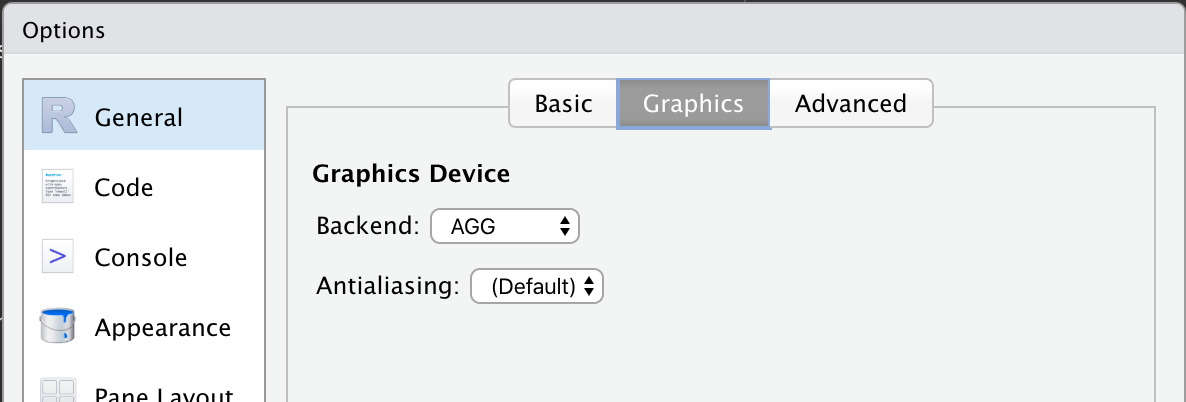 Options
General
Code
Console
Appearance
Pane Layout
Basic
Graphics
Advanced
Graphics Device
Backend: AGG
Antialiasing: (Default)